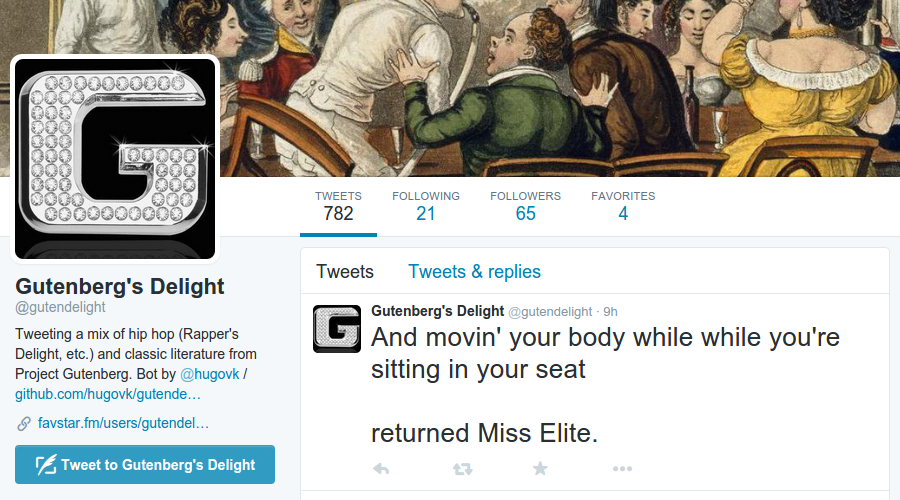 TWEETS FOLLOWING FOLLOWERS FAVORITES
782 21 65 4
G
Gutenberg's Delight
@gutendelight
Tweeting a mix of hip hop (Rapper's
Delight, etc.) and classic literature from
Project Gutenberg. Bot by @hugovk /
github.com/hugovk/gutende…
favstar.fm/users/gutendel…
Tweet to Gutenberg's Delight
Tweets Tweets & replies
G
Gutenberg's Delight @gutendelight · 9h
And movin' your body while while you're
sitting in your seat
returned Miss Elite.